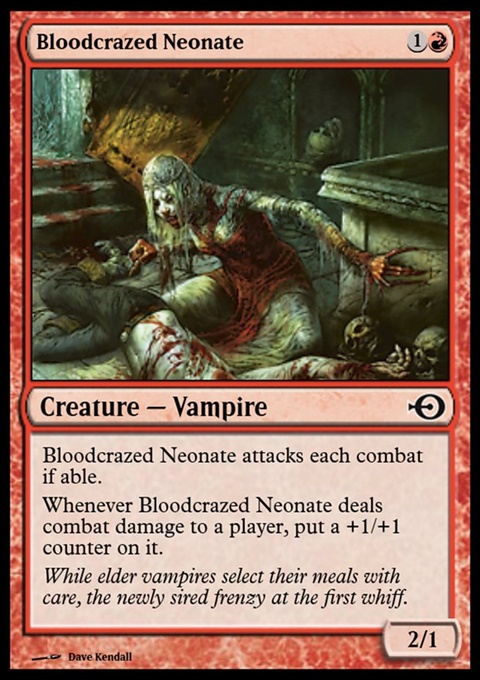 Bloodcrazed Neonate 1
Creature — Vampire
Bloodcrazed Neonate attacks each combat
if able.
Whenever Bloodcrazed Neonate deals
combat damage to a player, put a +1/+1
counter on it.
While elder vampires select their meals with
care, the newly sired frenzy at the first whiff.
2/1
Dave Kendall